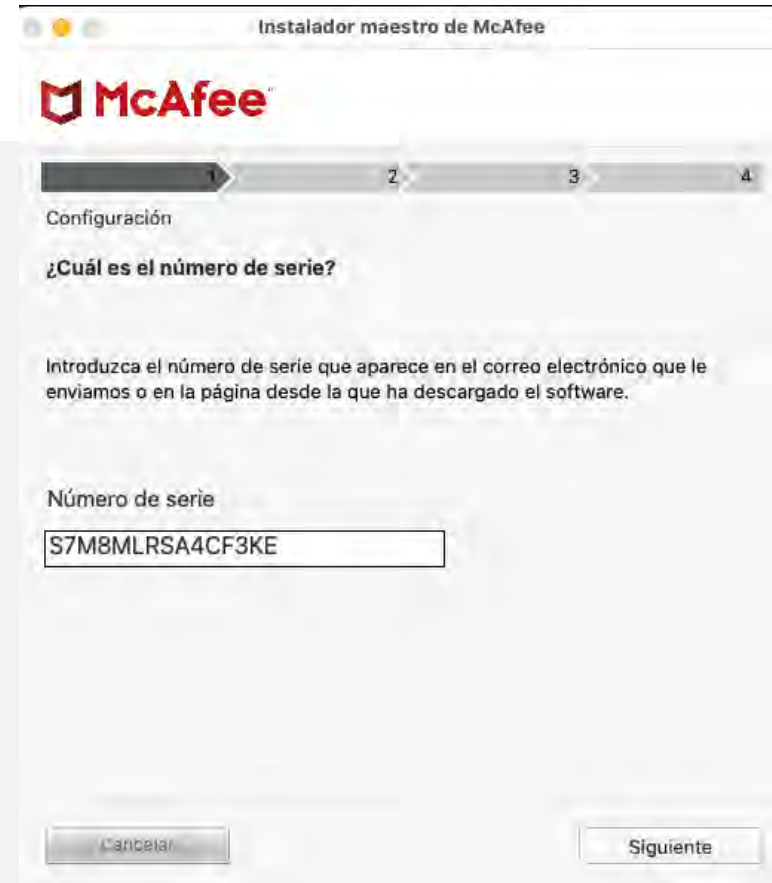 Instalador maestro de McAfee
McAfee
1 2 3 4
Configuración
¿Cuál es el número de serie?
Introduzca el número de serie que aparece en el correo electrónico que le
enviamos o en la página desde la que ha descargado el software.
Número de serie
S7M8MLRSA4CF3KE
Cancelar Siguiente